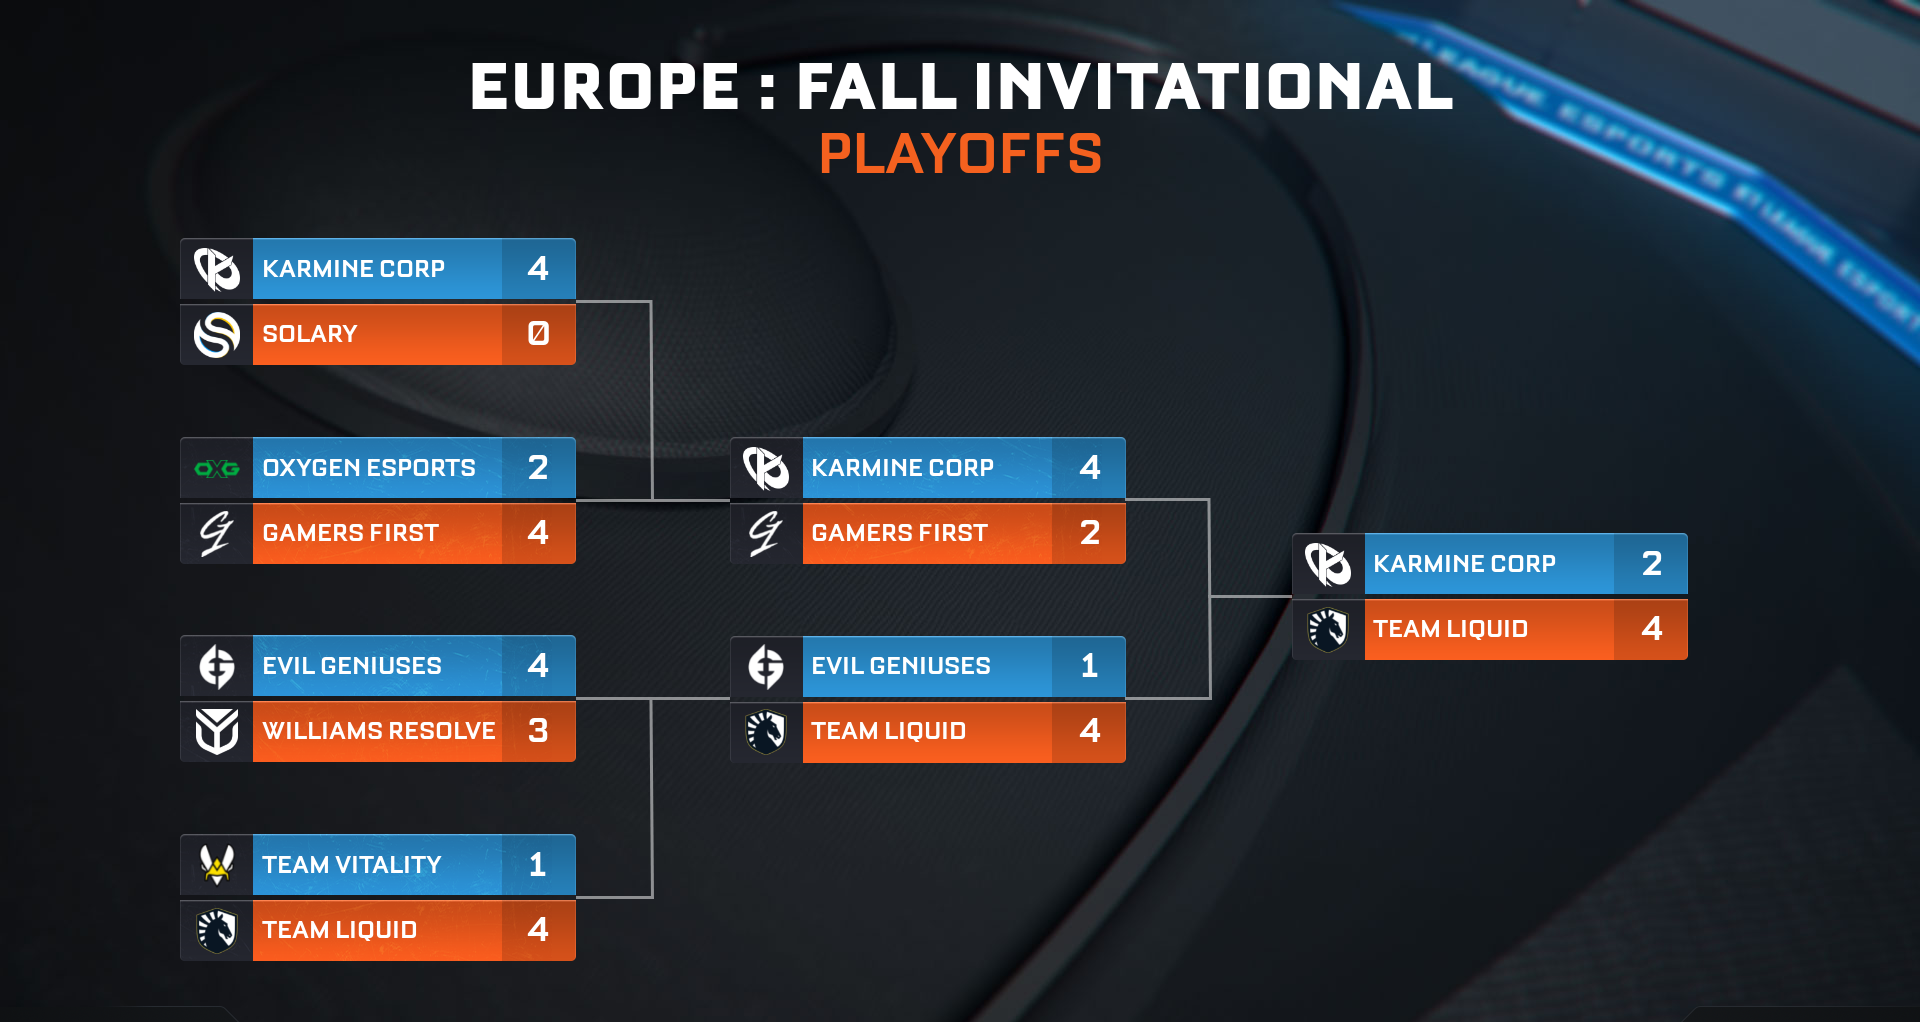 EUROPE : FALL INVITATIONAL
PLAYOFFS
LEAGUE ESPORTS
KARMINE CORP 4
SOLARY 0
OXG OXYGEN ESPORTS 2
GAMERS FIRST 4
EVIL GENIUSES 4
WILLIAMS RESOLVE 3
TEAM VITALITY 1
TEAM LIQUID 4
KARMINE CORP 4
GAMERS FIRST 2
EVIL GENIUSES 1
TEAM LIQUID 4
KARMINE CORP 2
TEAM LIQUID 4